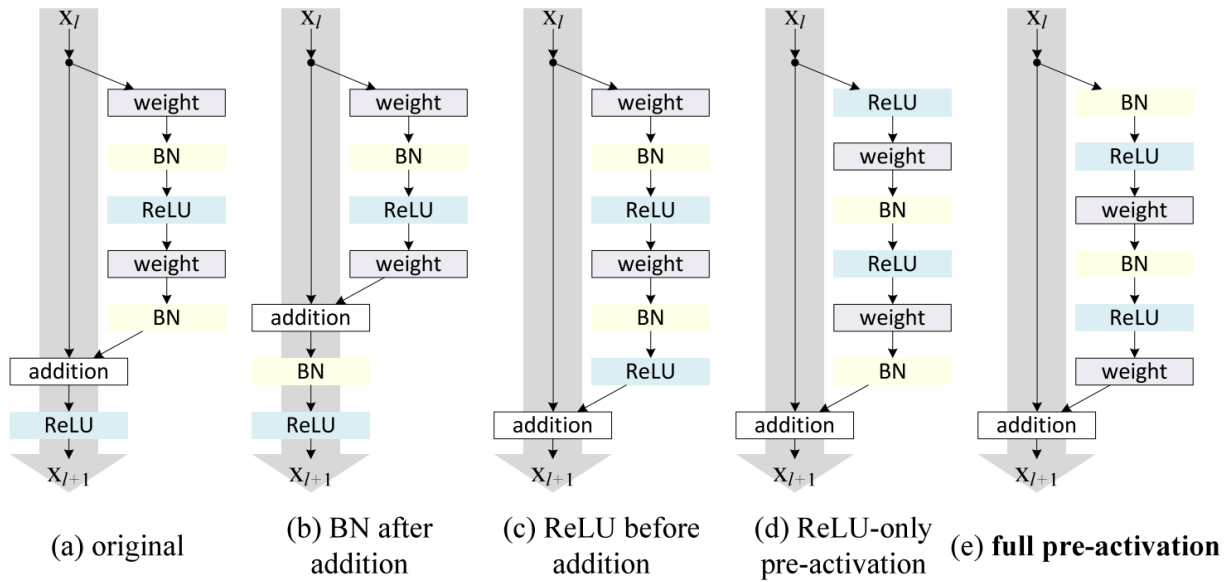 x_l
weight
BN
ReLU
weight
BN
addition
ReLU
x_{l+1}
(a) original
x_l
weight
BN
ReLU
weight
addition
BN
ReLU
x_{l+1}
(b) BN after
addition
x_l
weight
BN
ReLU
weight
BN
ReLU
addition
x_{l+1}
(c) ReLU before
addition
x_l
ReLU
weight
BN
ReLU
weight
BN
addition
x_{l+1}
(d) ReLU-only
pre-activation
x_l
BN
ReLU
weight
BN
ReLU
weight
addition
x_{l+1}
(e) full pre-activation